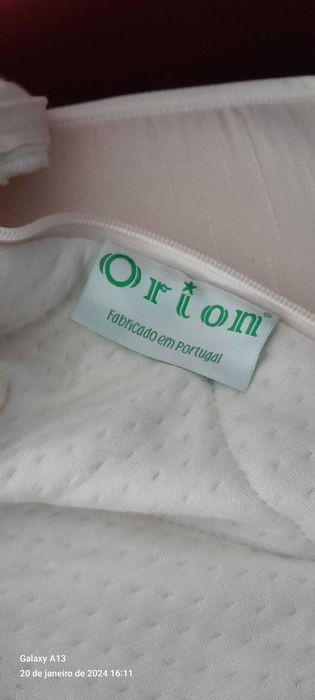 Orion
Fabricado em Portugal
Galaxy A13
20 de janeiro de 2024 16:11